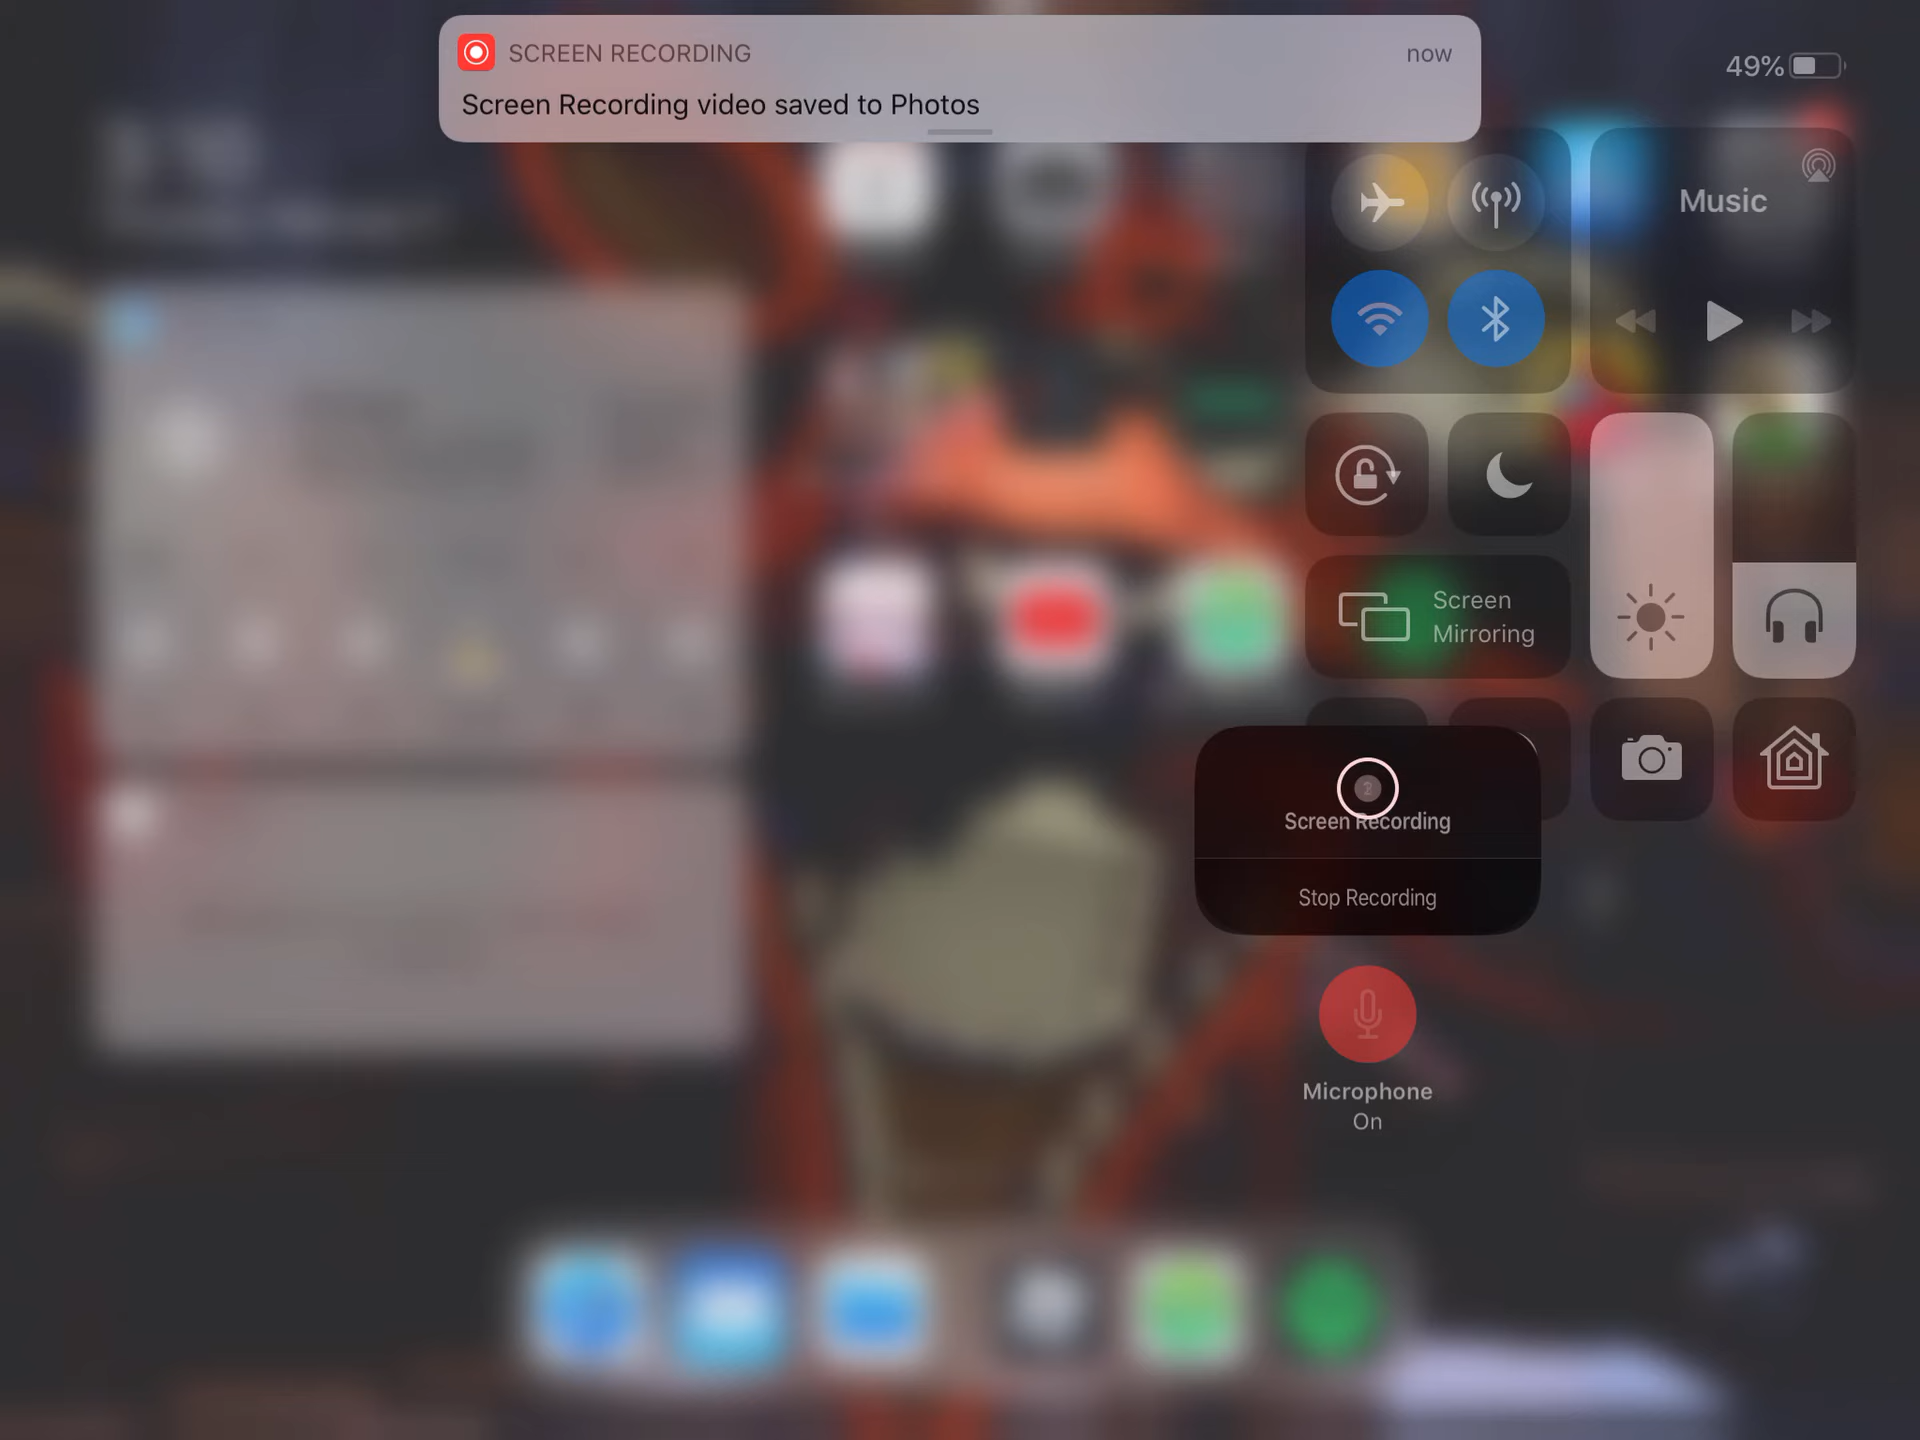 SCREEN RECORDING
now
Screen Recording video saved to Photos
49%
Music
Screen
Mirroring
Screen Recording
Stop Recording
Microphone
On